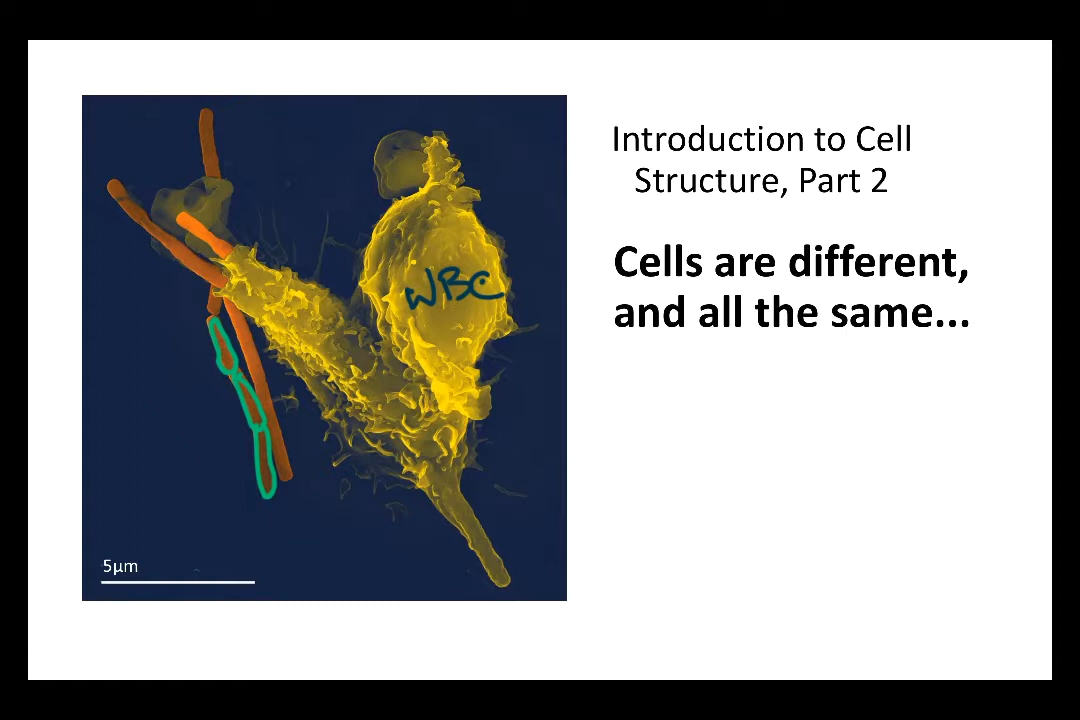 Introduction to Cell
Structure, Part 2
Cells are different,
and all the same...
WBC
5µm